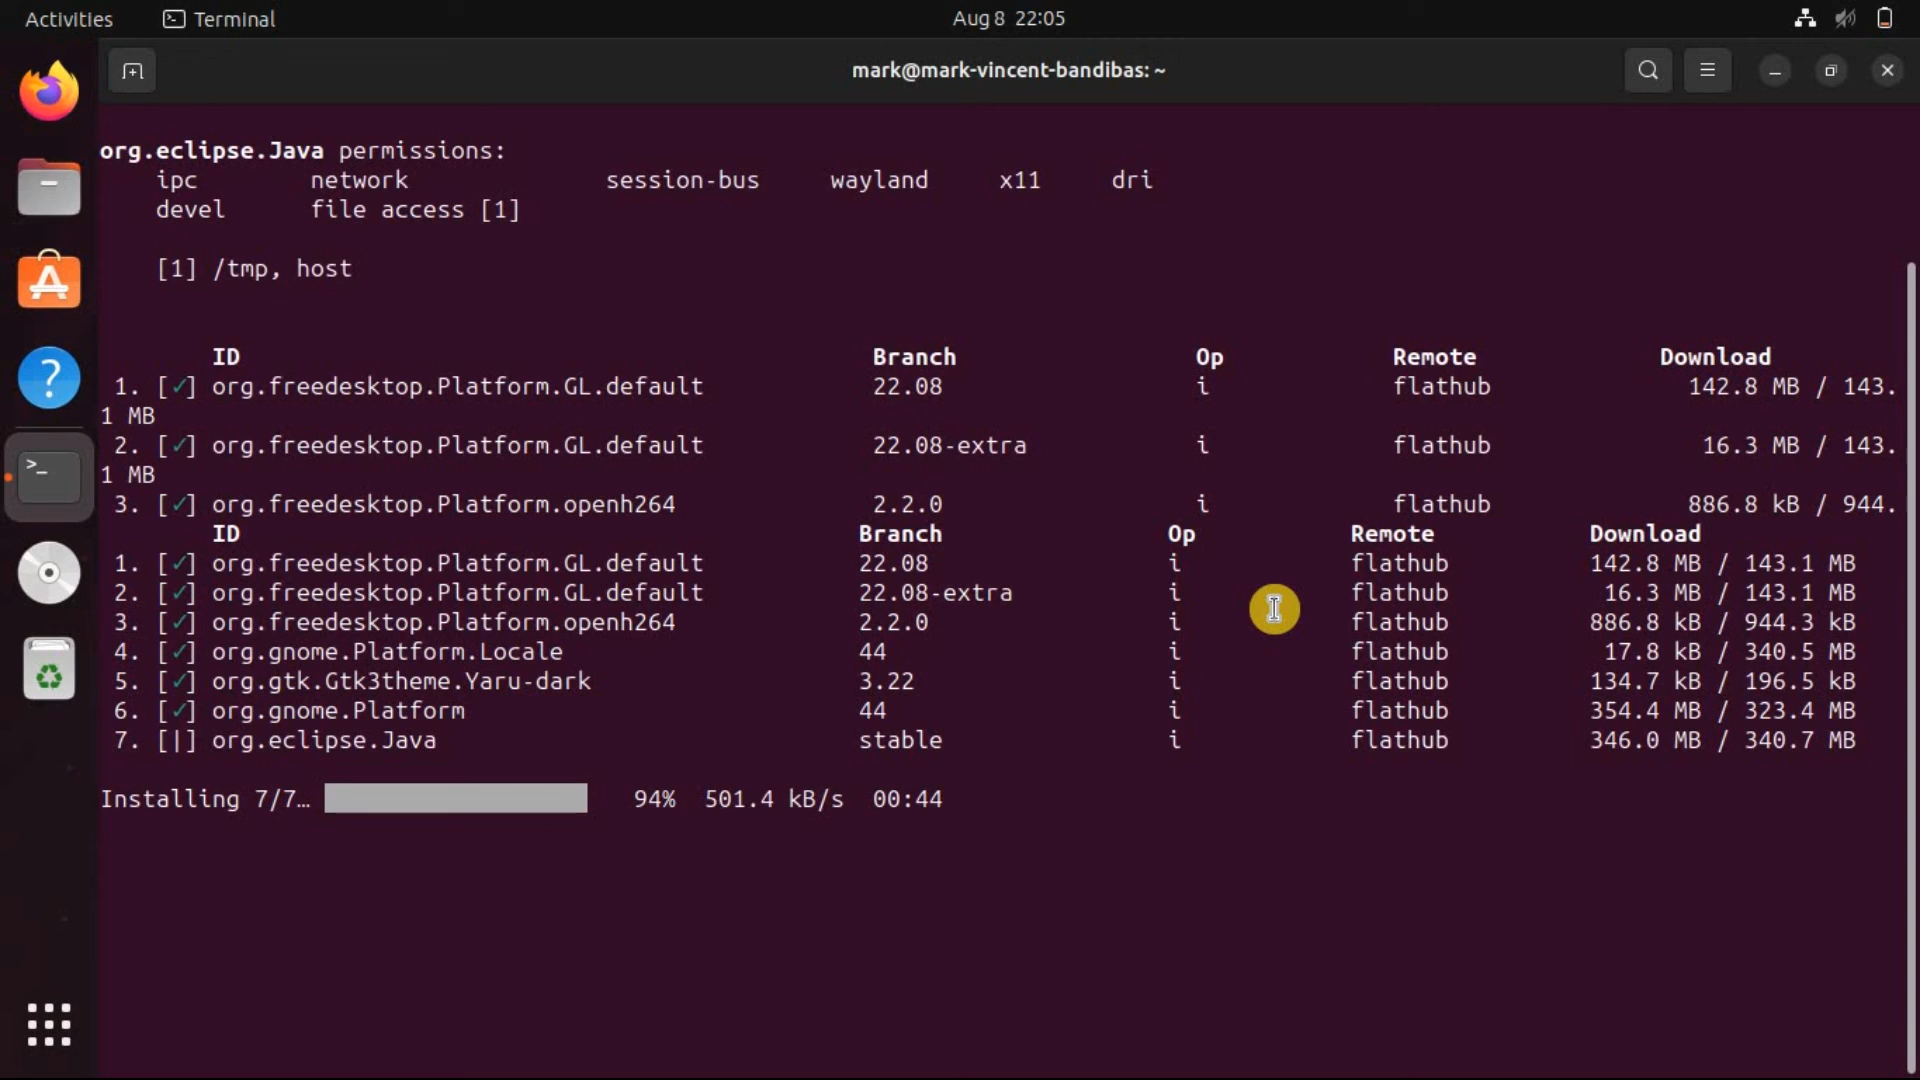 Activities Terminal Aug 8 22:05
mark@mark-vincent-bandibas: ~
org.eclipse.Java permissions:
ipc network session-bus wayland x11 dri
devel file access [1]
[1] /tmp, host
ID Branch Op Remote Download
1. [✓] org.freedesktop.Platform.GL.default 22.08 i flathub 142.8 MB / 143.
1 MB
2. [✓] org.freedesktop.Platform.GL.default 22.08-extra i flathub 16.3 MB / 143.
1 MB
3. [✓] org.freedesktop.Platform.openh264 2.2.0 i flathub 886.8 kB / 944.
ID Branch Op Remote Download
1. [✓] org.freedesktop.Platform.GL.default 22.08 i flathub 142.8 MB / 143.1 MB
2. [✓] org.freedesktop.Platform.GL.default 22.08-extra i flathub 16.3 MB / 143.1 MB
3. [✓] org.freedesktop.Platform.openh264 2.2.0 i flathub 886.8 kB / 944.3 kB
4. [✓] org.gnome.Platform.Locale 44 i flathub 17.8 kB / 340.5 MB
5. [✓] org.gtk.Gtk3theme.Yaru-dark 3.22 i flathub 134.7 kB / 196.5 kB
6. [✓] org.gnome.Platform 44 i flathub 354.4 MB / 323.4 MB
7. [|] org.eclipse.Java stable i flathub 346.0 MB / 340.7 MB
Installing 7/7… 94% 501.4 kB/s 00:44